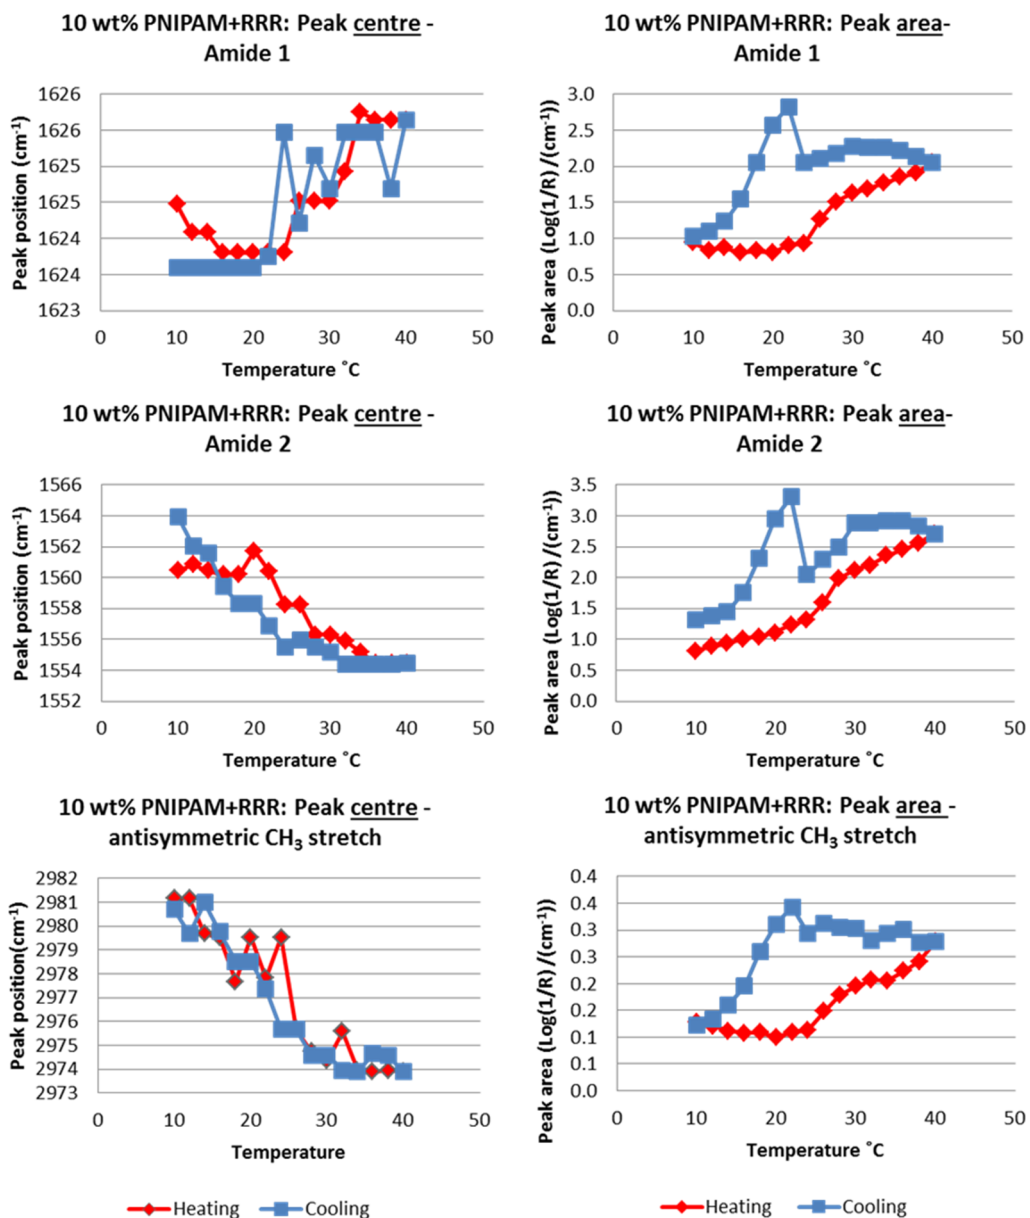 10 wt% PNIPAM+RRR: Peak centre -
Amide 1
Peak position (cm⁻¹)
1626
1626
1625
1625
1624
1624
1623
0 10 20 30 40 50
Temperature ˚C
10 wt% PNIPAM+RRR: Peak area-
Amide 1
Peak area (Log(1/R) /(cm⁻¹))
3.0
2.5
2.0
1.5
1.0
0.5
0.0
0 10 20 30 40 50
Temperature ˚C
10 wt% PNIPAM+RRR: Peak centre -
Amide 2
Peak position (cm⁻¹)
1566
1564
1562
1560
1558
1556
1554
1552
0 10 20 30 40 50
Temperature ˚C
10 wt% PNIPAM+RRR: Peak area-
Amide 2
Peak area (Log(1/R) /(cm⁻¹))
3.5
3.0
2.5
2.0
1.5
1.0
0.5
0.0
0 10 20 30 40 50
Temperature ˚C
10 wt% PNIPAM+RRR: Peak centre -
antisymmetric CH₃ stretch
Peak position(cm⁻¹)
2982
2981
2980
2979
2978
2977
2976
2975
2974
2973
0 10 20 30 40 50
Temperature
Heating Cooling
10 wt% PNIPAM+RRR: Peak area -
antisymmetric CH₃ stretch
Peak area (Log(1/R) /(cm⁻¹))
0.4
0.4
0.3
0.3
0.2
0.2
0.1
0.1
0.0
0 10 20 30 40 50
Temperature ˚C
Heating Cooling